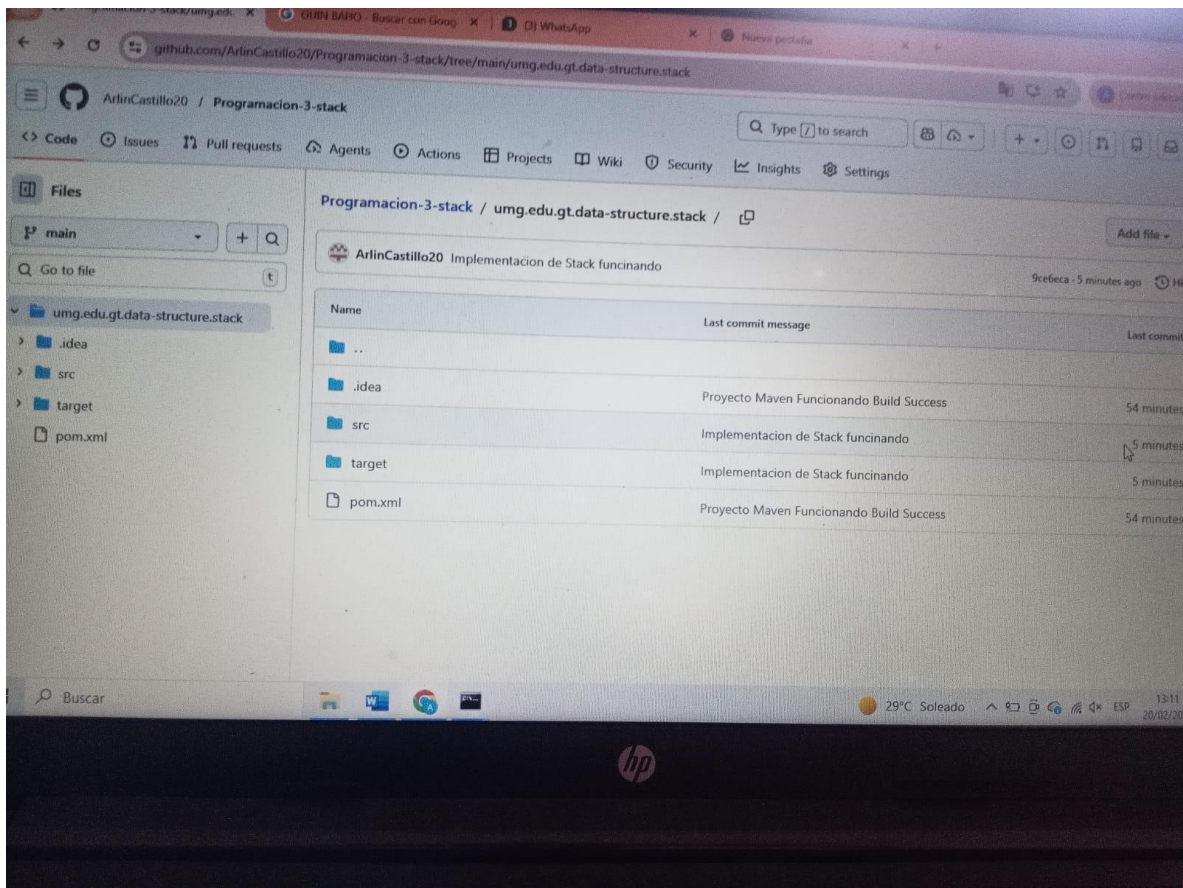 GUIN BAÑO - Buscar con Goog
(3) WhatsApp
Nueva pestaña
github.com/ArlinCastillo20/Programacion-3-stack/tree/main/umg.edu.gt.data-structure.stack
ArlinCastillo20 / Programacion-3-stack
Type / to search
Code
Issues
Pull requests
Agents
Actions
Projects
Wiki
Security
Insights
Settings
Files
main
Go to file
t
umg.edu.gt.data-structure.stack
.idea
src
target
pom.xml
Programacion-3-stack / umg.edu.gt.data-structure.stack /
Add file
ArlinCastillo20 Implementacion de Stack funcinando
9ce6eca · 5 minutes ago
Name Last commit message Last commit
..
.idea Proyecto Maven Funcionando Build Success 54 minutes
src Implementacion de Stack funcinando 5 minutes
target Implementacion de Stack funcinando 5 minutes
pom.xml Proyecto Maven Funcionando Build Success 54 minutes
Buscar
29°C Soleado
ESP
13:11
20/02/20
hp